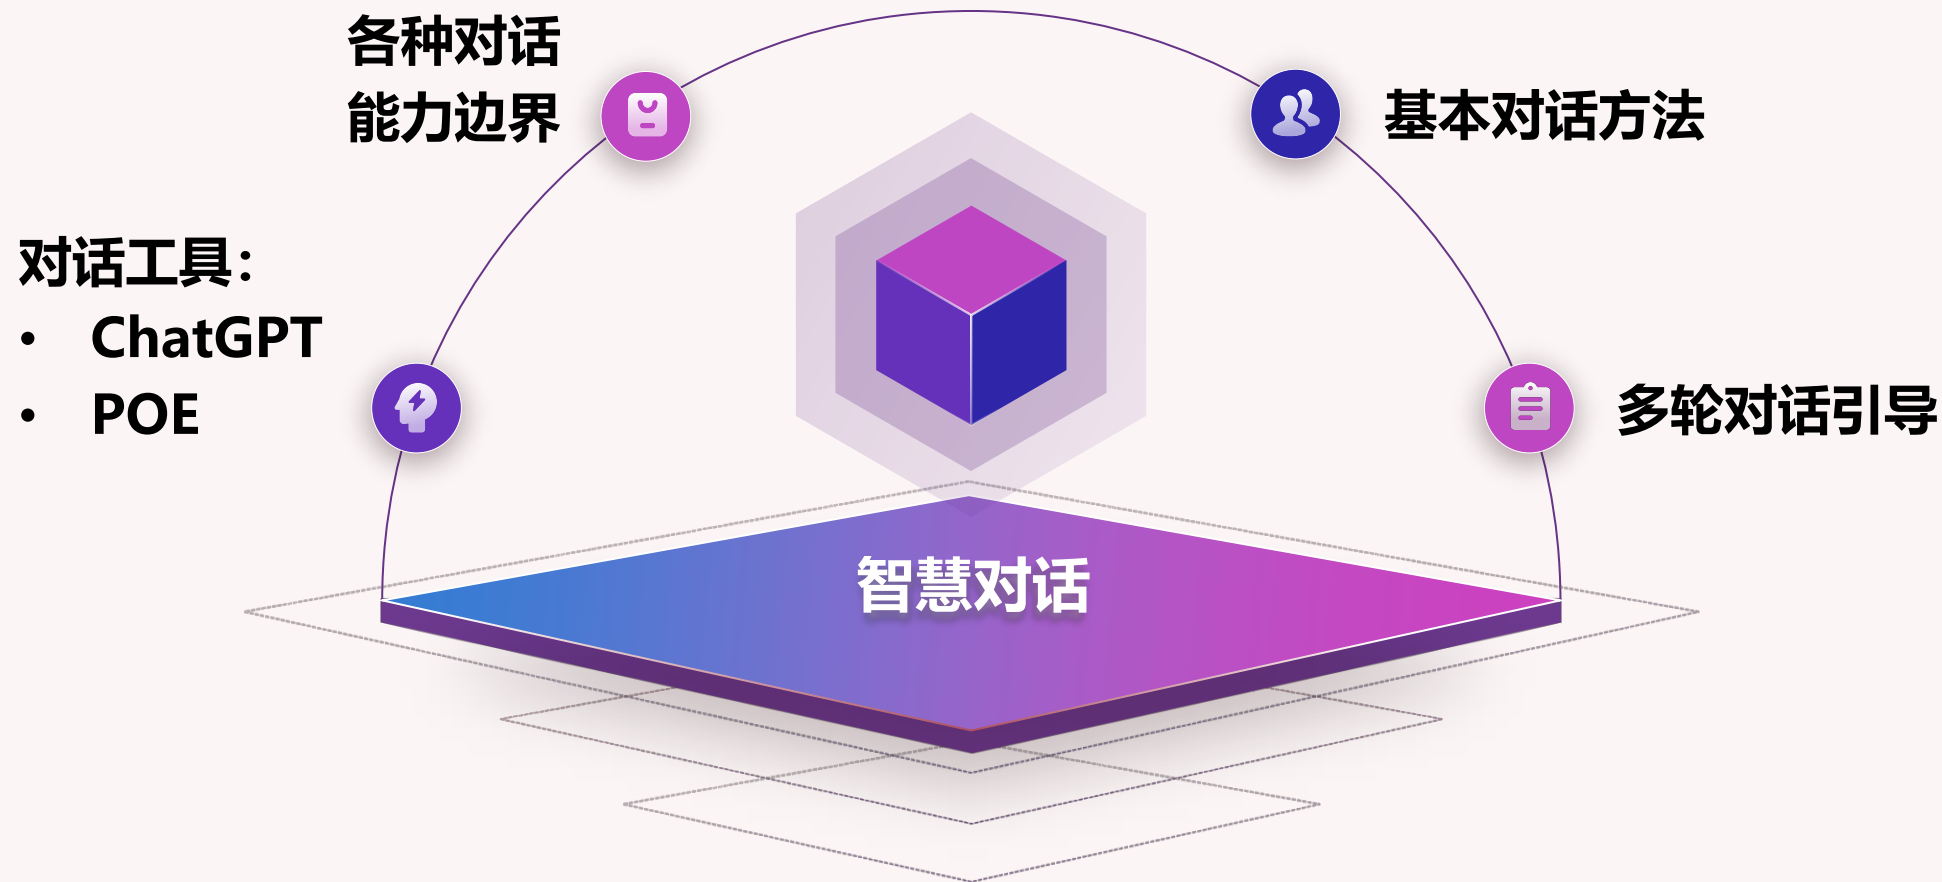 各种对话
能力边界
基本对话方法
对话工具：
• ChatGPT
• POE
多轮对话引导
智慧对话